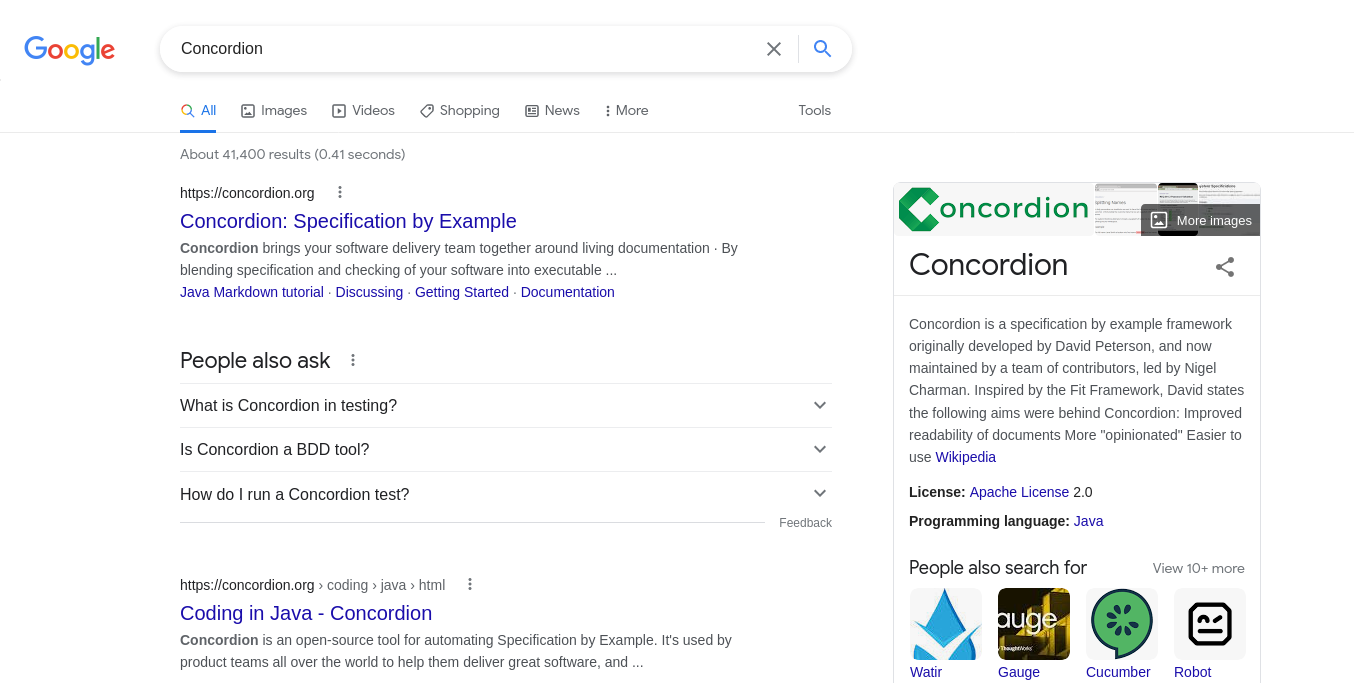 Google
Concordion
All
Images
Videos
Shopping
News
More
Tools
About 41,400 results (0.41 seconds)
https://concordion.org
Concordion: Specification by Example
Concordion brings your software delivery team together around living documentation · By
blending specification and checking of your software into executable ...
Java Markdown tutorial · Discussing · Getting Started · Documentation
People also ask
What is Concordion in testing?
Is Concordion a BDD tool?
How do I run a Concordion test?
Feedback
https://concordion.org › coding › java › html
Coding in Java - Concordion
Concordion is an open-source tool for automating Specification by Example. It's used by
product teams all over the world to help them deliver great software, and ...
oncordion
More images
Concordion
Concordion is a specification by example framework
originally developed by David Peterson, and now
maintained by a team of contributors, led by Nigel
Charman. Inspired by the Fit Framework, David states
the following aims were behind Concordion: Improved
readability of documents More "opinionated" Easier to
use Wikipedia
License: Apache License 2.0
Programming language: Java
People also search for
View 10+ more
auge
ThoughtWorks
Watir
Gauge
Cucumber
Robot